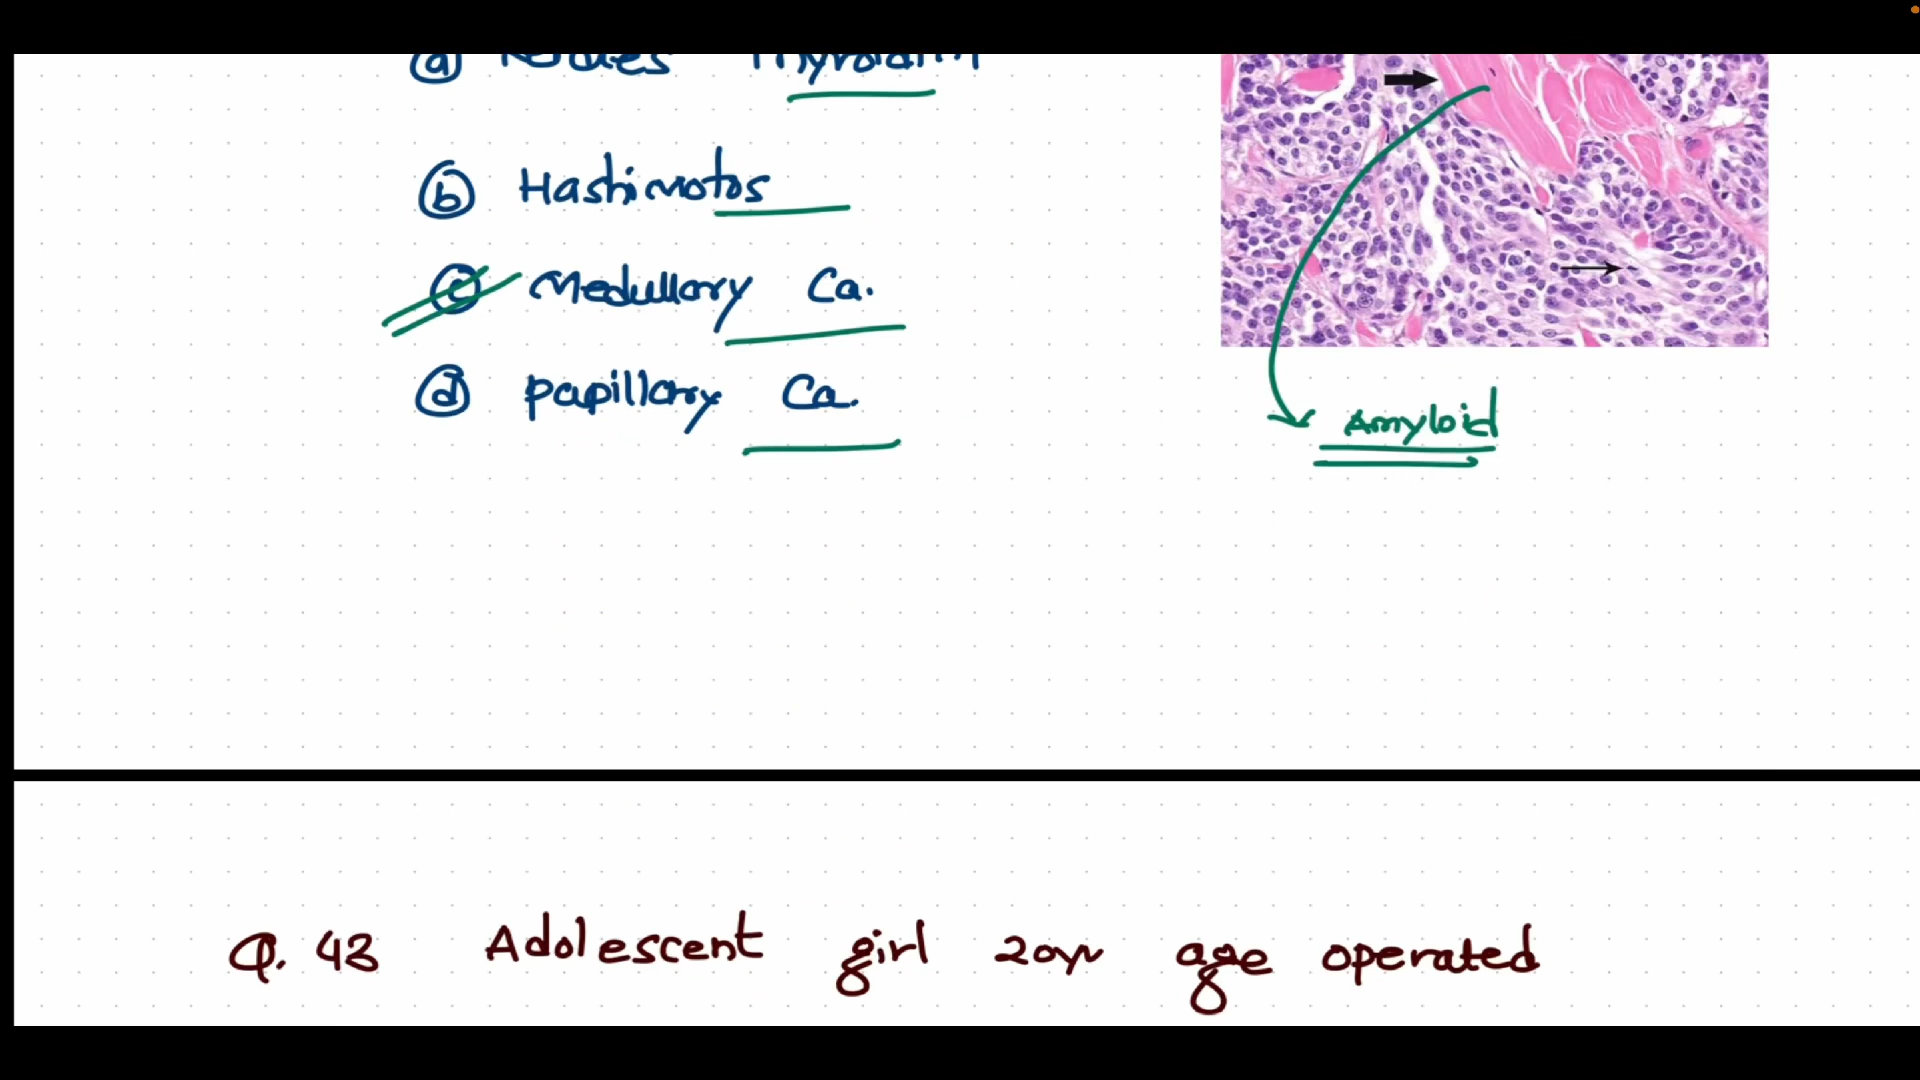 (a)
(b) Hashimotos
(c) Medullary Ca.
(d) Papillary Ca.
Amyloid
Q. 43 Adolescent girl 20yr age operated